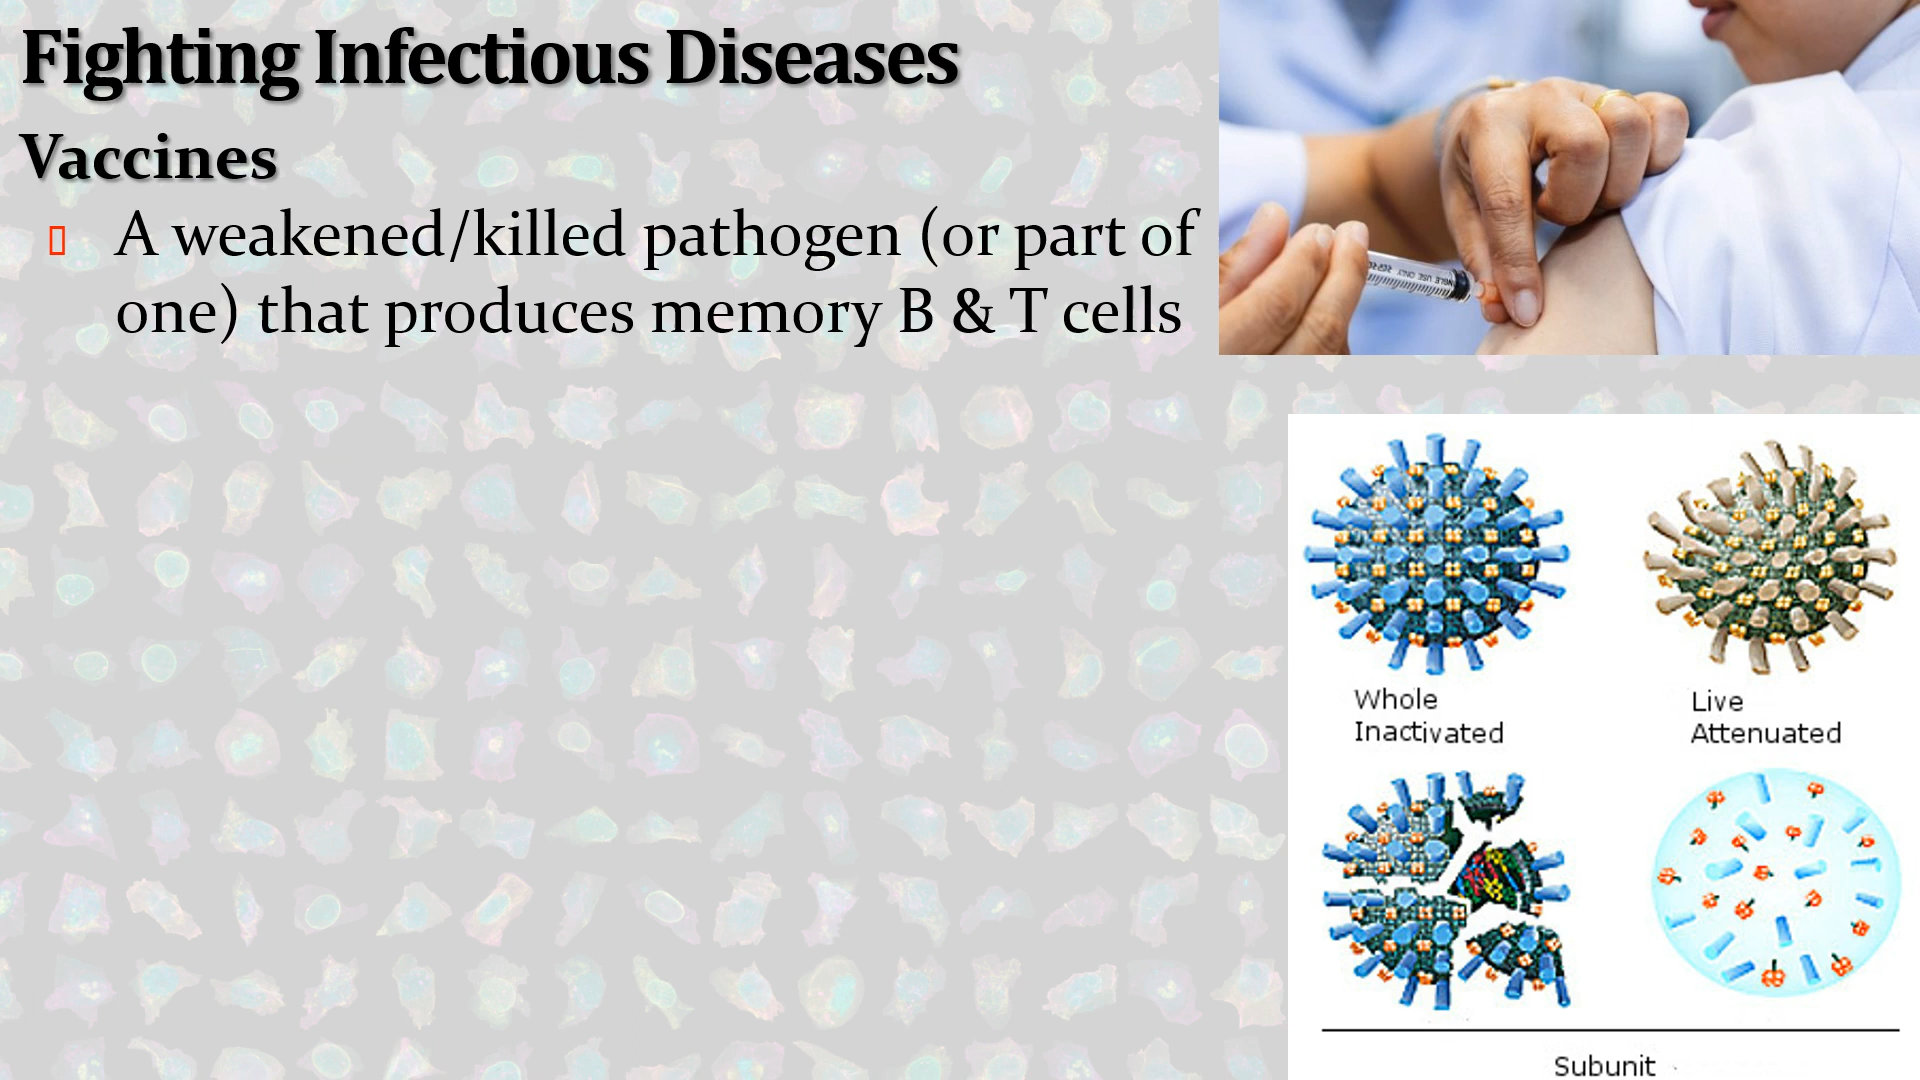 Fighting Infectious Diseases
Vaccines
A weakened/killed pathogen (or part of
one) that produces memory B & T cells
Whole
Inactivated
Live
Attenuated
Subunit